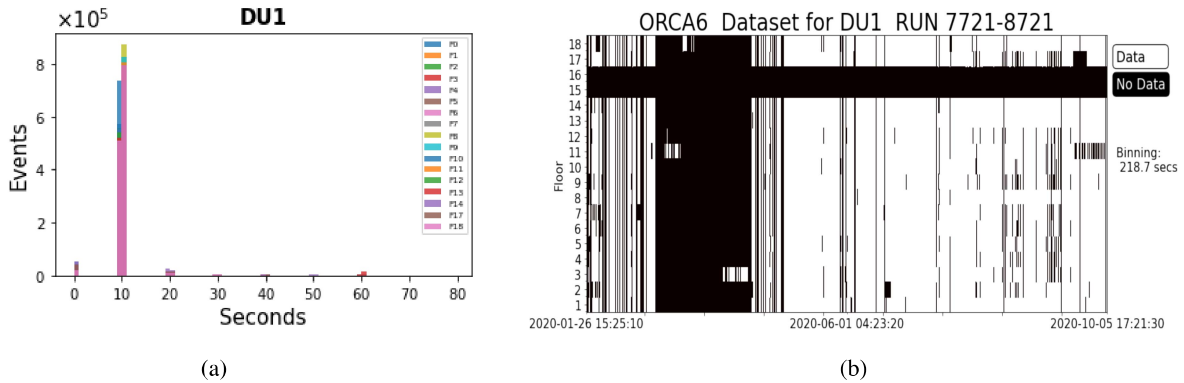 DU1
×10⁵
8
6
4
2
0
Events
0 10 20 30 40 50 60 70 80
Seconds
F0
F1
F2
F3
F4
F5
F6
F7
F8
F9
F10
F11
F12
F13
F14
F17
F18
(a)
ORCA6 Dataset for DU1 RUN 7721-8721
18
17
16
15
14
12
11
10
9
8
7
6
5
4
3
2
1
Floor
Data
No Data
Binning:
218.7 secs
2020-01-26 15:25:10 2020-06-01 04:23:20 2020-10-05 17:21:30
(b)